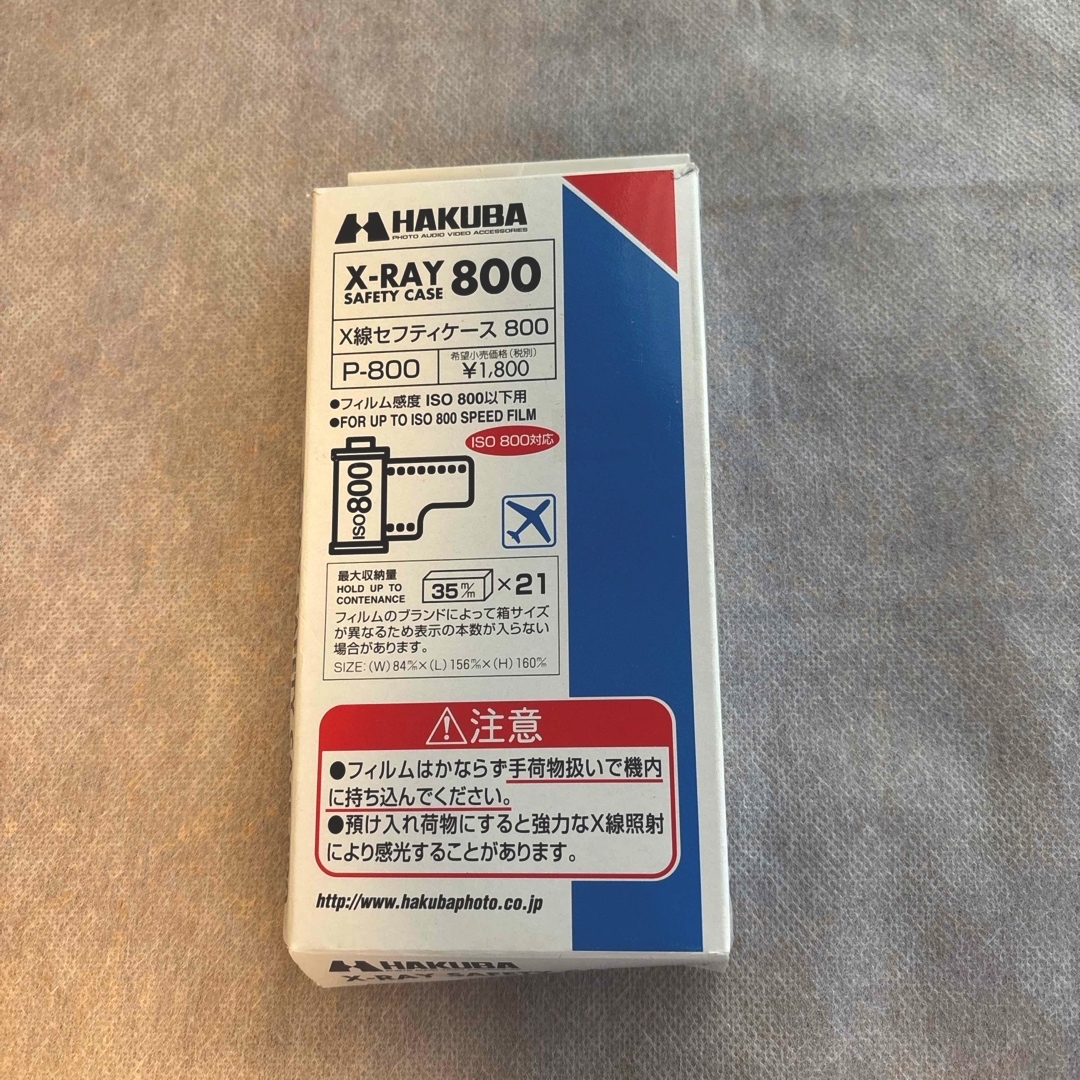 HAKUBA
PHOTO AUDIO VIDEO ACCESSORIES
X-RAY 800
SAFETY CASE
X線セフティケース 800
P-800
希望小売価格(税別)
¥1,800
●フィルム感度 ISO 800以下用
●FOR UP TO ISO 800 SPEED FILM
ISO 800対応
ISO800
最大収納量
HOLD UP TO
CONTENANCE
35m/m ×21
フィルムのブランドによって箱サイズ
が異なるため表示の本数が入らない
場合があります。
SIZE:(W)84m/m×(L)156m/m×(H)160m/m
注意
●フィルムはかならず手荷物扱いで機内
に持ち込んでください。
●預け入れ荷物にすると強力なX線照射
により感光することがあります。
http://www.hakubaphoto.co.jp
HAKUBA
X-RAY